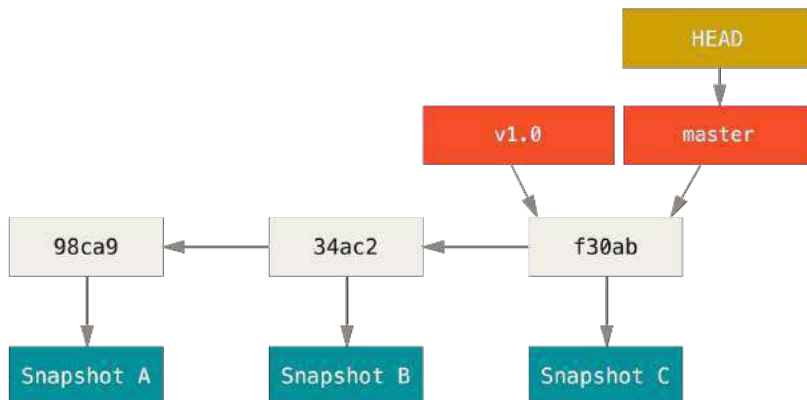 HEAD
v1.0
master
98ca9
34ac2
f30ab
Snapshot A
Snapshot B
Snapshot C